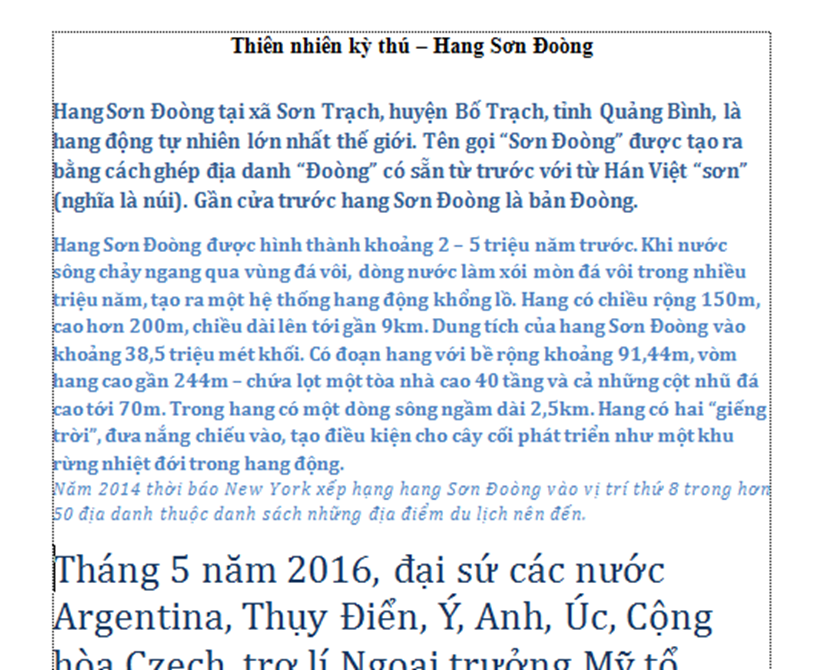 Thiên nhiên kỳ thú – Hang Sơn Đoòng
Hang Sơn Đoòng tại xã Sơn Trạch, huyện Bố Trạch, tỉnh Quảng Bình, là
hang động tự nhiên lớn nhất thế giới. Tên gọi “Sơn Đoòng” được tạo ra
bằng cách ghép địa danh “Đoòng” có sẵn từ trước với từ Hán Việt “sơn”
(nghĩa là núi). Gần cửa trước hang Sơn Đoòng là bản Đoòng.
Hang Sơn Đoòng được hình thành khoảng 2 – 5 triệu năm trước. Khi nước
sông chảy ngang qua vùng đá vôi, dòng nước làm xói mòn đá vôi trong nhiều
triệu năm, tạo ra một hệ thống hang động khổng lồ. Hang có chiều rộng 150m,
cao hơn 200m, chiều dài lên tới gần 9km. Dung tích của hang Sơn Đoòng vào
khoảng 38,5 triệu mét khối. Có đoạn hang với bề rộng khoảng 91,44m, vòm
hang cao gần 244m – chứa lọt một tòa nhà cao 40 tầng và cả những cột nhũ đá
cao tới 70m. Trong hang có một dòng sông ngầm dài 2,5km. Hang có hai “giếng
trời”, đưa nắng chiếu vào, tạo điều kiện cho cây cối phát triển như một khu
rừng nhiệt đới trong hang động.
Năm 2014 thời báo New York xếp hạng hang Sơn Đoòng vào vị trí thứ 8 trong hơn
50 địa danh thuộc danh sách những địa điểm du lịch nên đến.
Tháng 5 năm 2016, đại sứ các nước
Argentina, Thụy Điển, Ý, Anh, Úc, Cộng
hòa Czech, trợ lí Ngoại trưởng Mỹ tổ